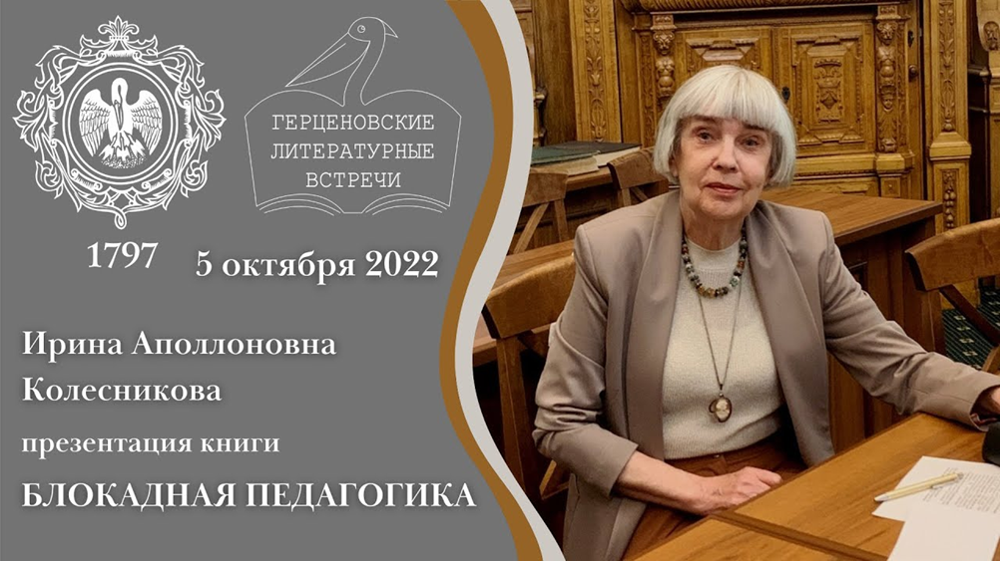 ГЕРЦЕНОВСКИЕ
ЛИТЕРАТУРНЫЕ
ВСТРЕЧИ
1797
5 октября 2022
Ирина Аполлоновна
Колесникова
презентация книги
БЛОКАДНАЯ ПЕДАГОГИКА